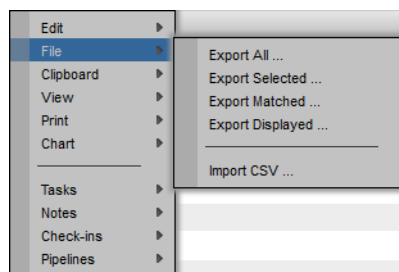 Edit
File
Clipboard
View
Print
Chart
Tasks
Notes
Check-ins
Pipelines
Export All ...
Export Selected ...
Export Matched ...
Export Displayed ...
Import CSV ...